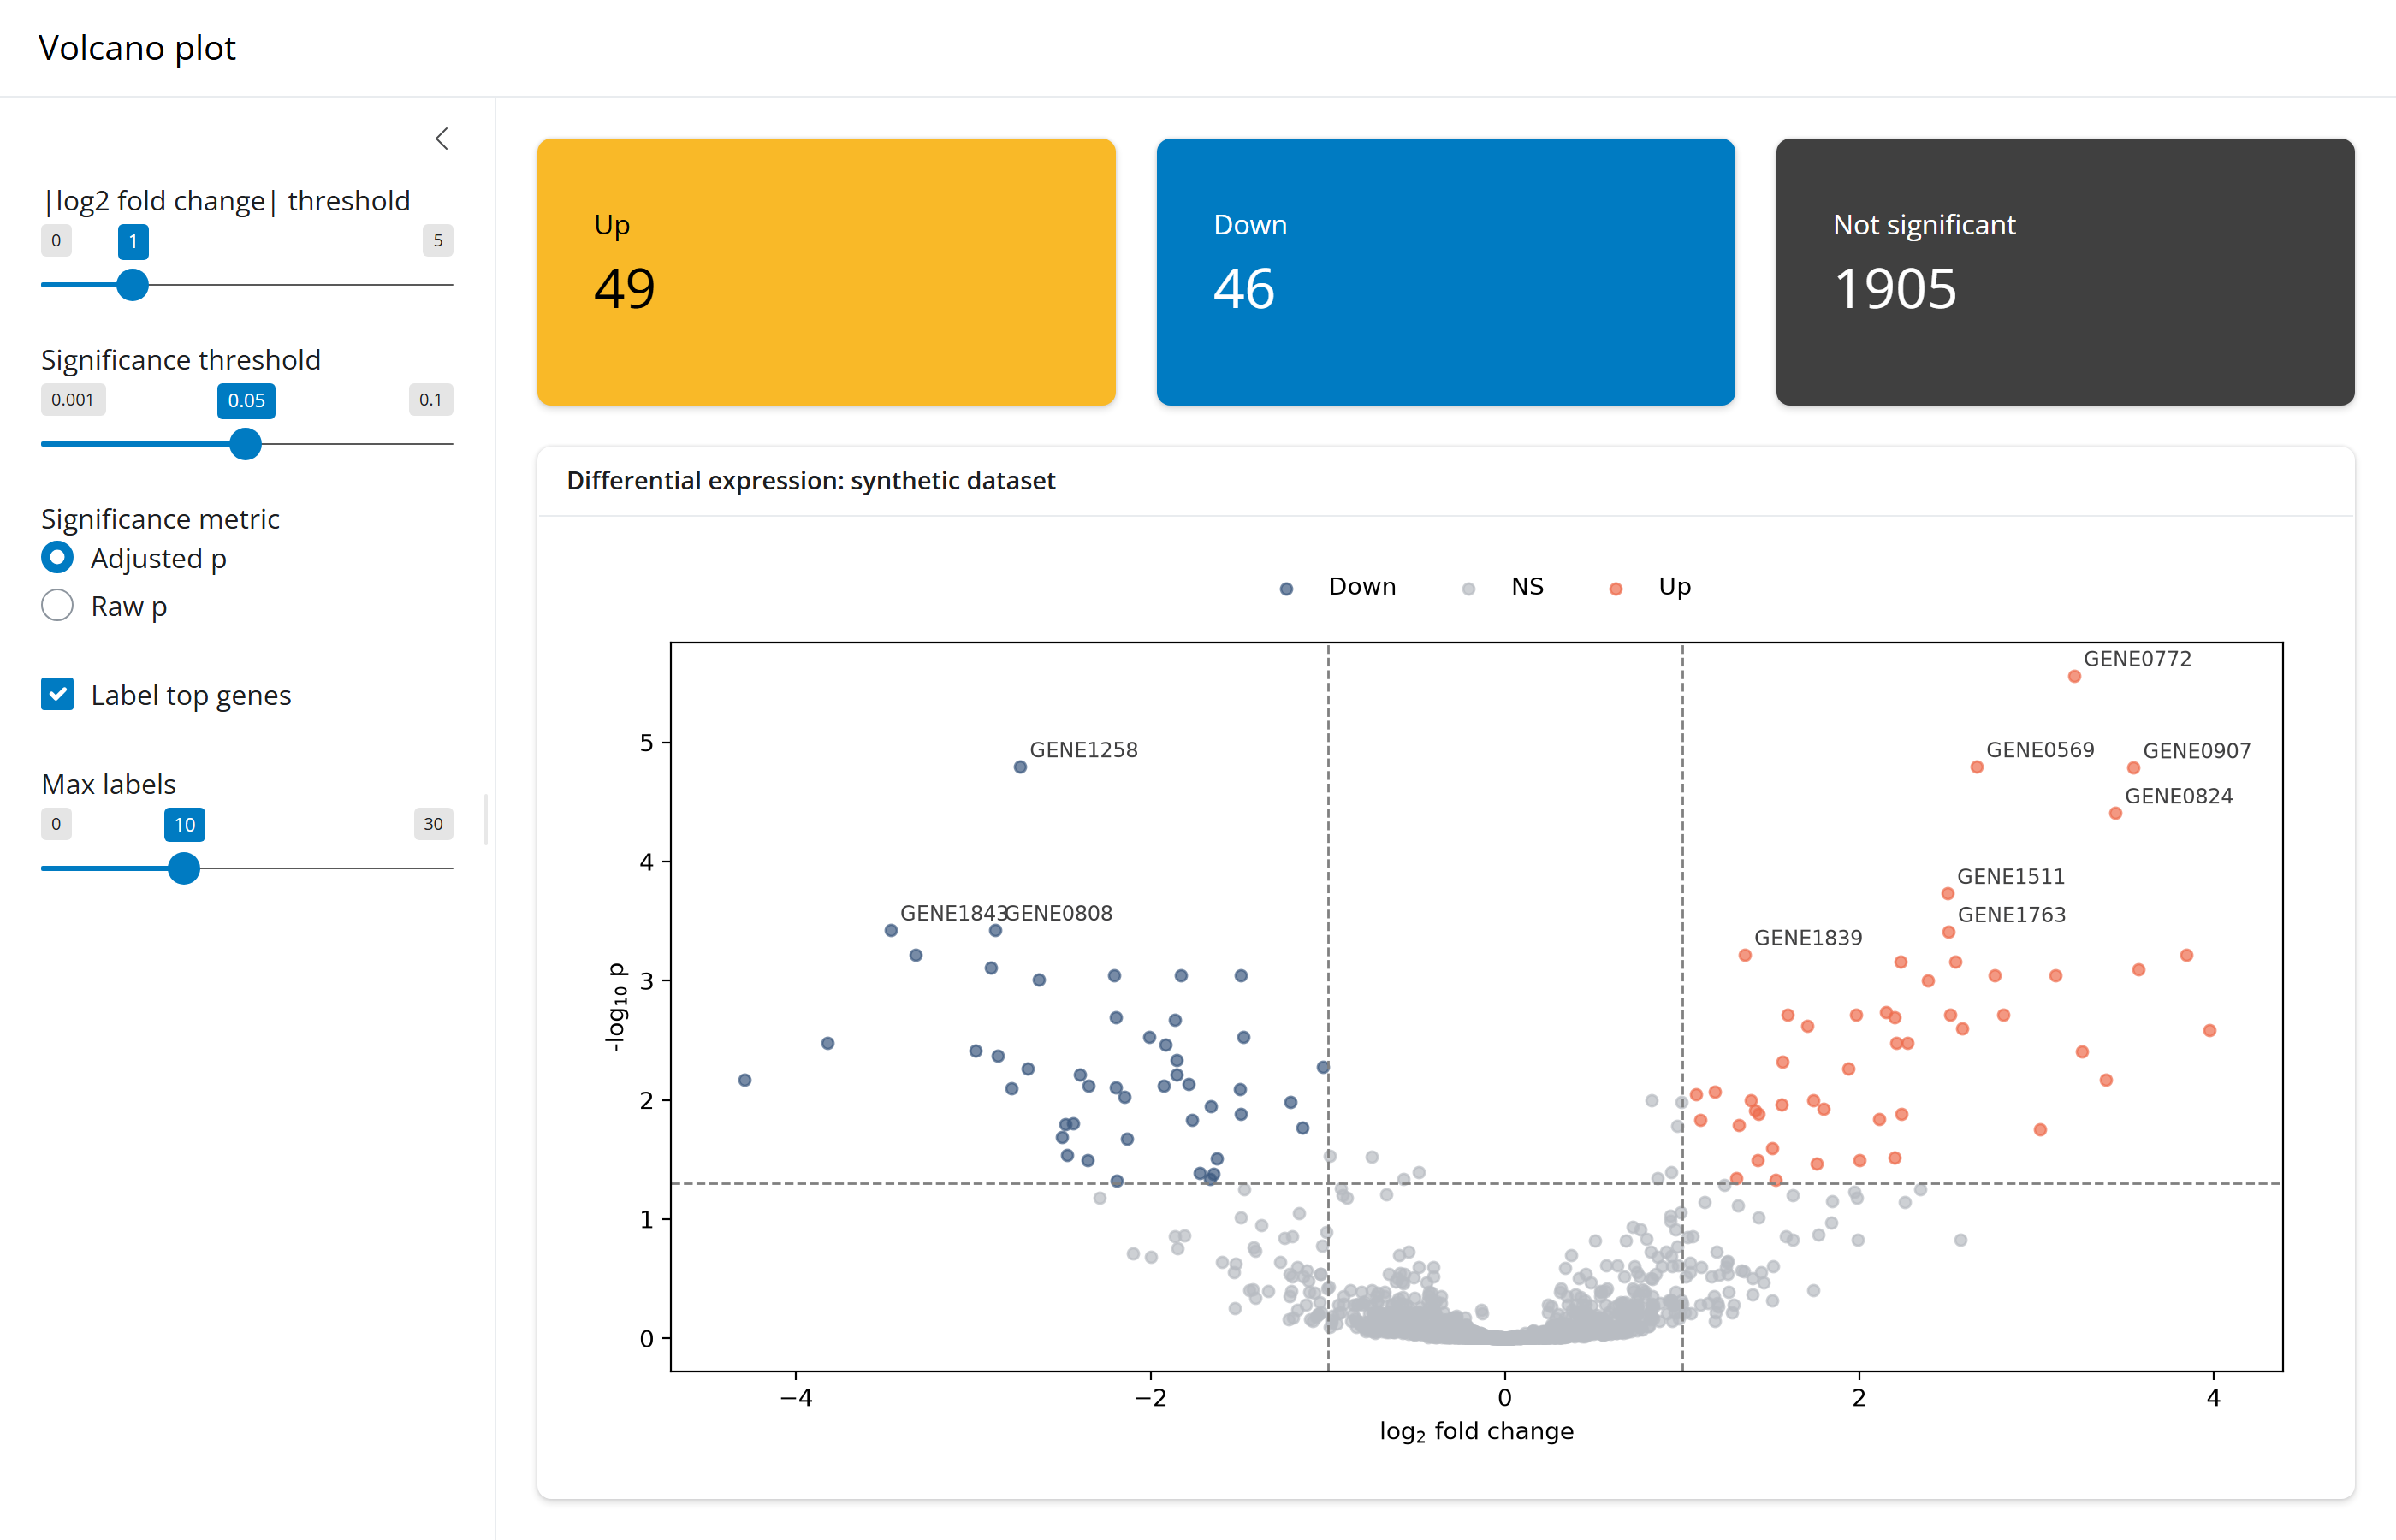 Volcano plot
|log2 fold change| threshold
0 1 5
Significance threshold
0.001 0.05 0.1
Significance metric
Adjusted p
Raw p
Label top genes
Max labels
0 10 30
Up
49
Down
46
Not significant
1905
Differential expression: synthetic dataset
Down NS Up
GENE0772
GENE1258
GENE0569
GENE0907
GENE0824
GENE1511
GENE1843
GENE0808
GENE1763
GENE1839
5
4
3
2
1
0
-log10 p
−4 −2 0 2 4
log2 fold change